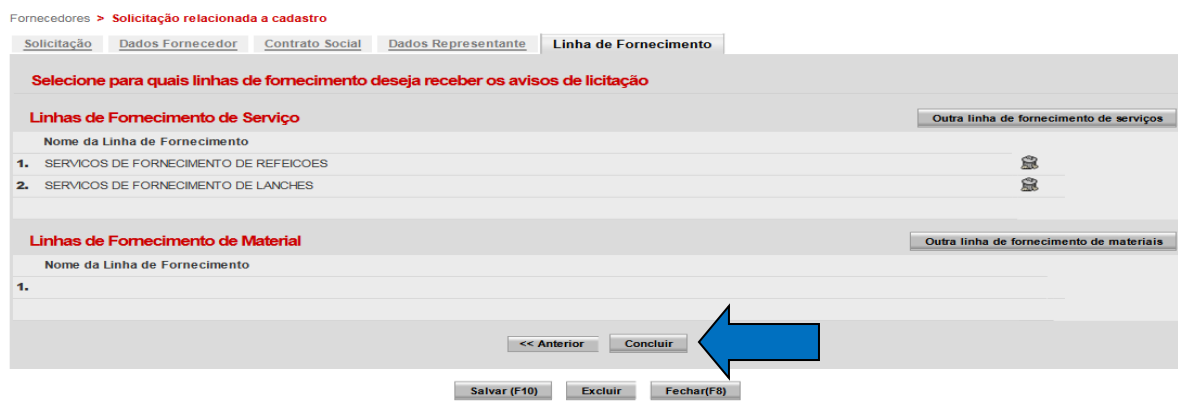 Fornecedores > Solicitação relacionada a cadastro
Solicitação Dados Fornecedor Contrato Social Dados Representante Linha de Fornecimento
Selecione para quais linhas de fornecimento deseja receber os avisos de licitação
Linhas de Fornecimento de Serviço Outra linha de fornecimento de serviços
Nome da Linha de Fornecimento
1. SERVICOS DE FORNECIMENTO DE REFEICOES
2. SERVICOS DE FORNECIMENTO DE LANCHES
Linhas de Fornecimento de Material Outra linha de fornecimento de materiais
Nome da Linha de Fornecimento
1.
<< Anterior Concluir
Salvar (F10) Excluir Fechar(F8)